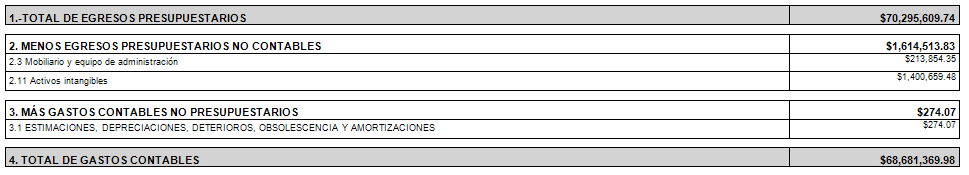 1.-TOTAL DE EGRESOS PRESUPUESTARIOS $70,295,609.74
2. MENOS EGRESOS PRESUPUESTARIOS NO CONTABLES $1,614,513.83
2.3 Mobiliario y equipo de administración $213,854.35
2.11 Activos intangibles $1,400,659.48
3. MÁS GASTOS CONTABLES NO PRESUPUESTARIOS $274.07
3.1 ESTIMACIONES, DEPRECIACIONES, DETERIOROS, OBSOLESCENCIA Y AMORTIZACIONES $274.07
4. TOTAL DE GASTOS CONTABLES $68,681,369.98